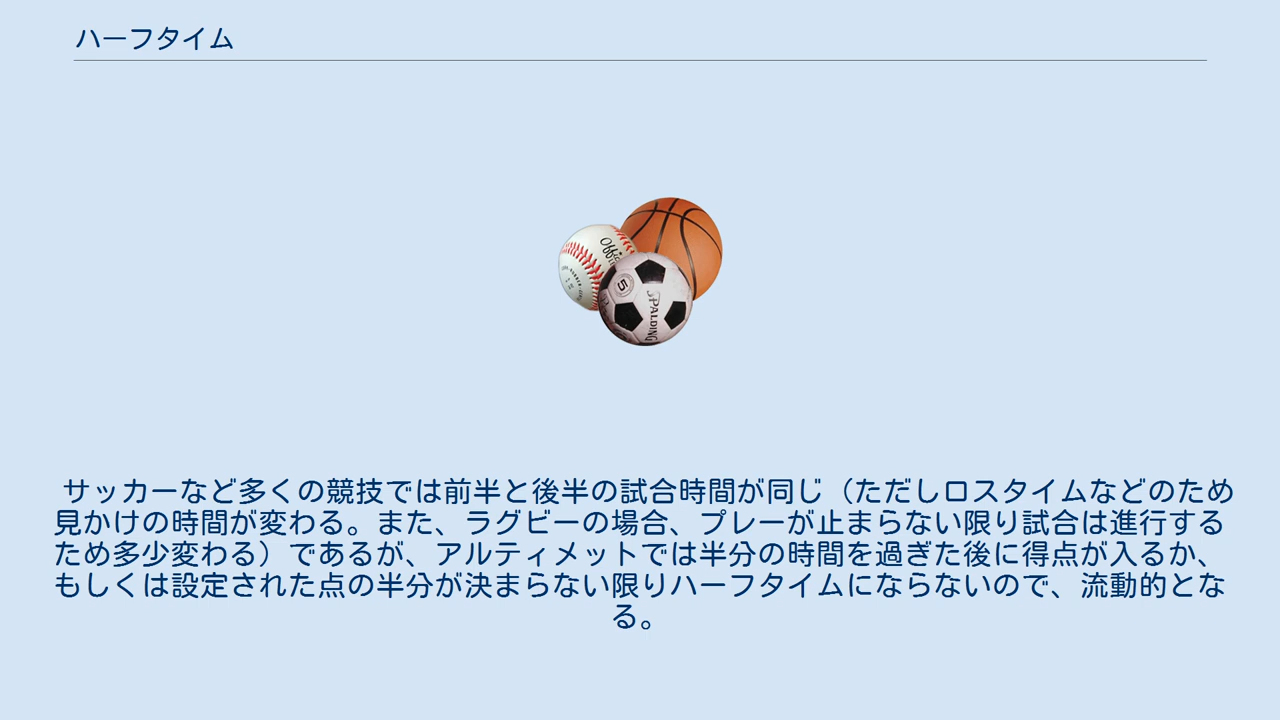 ハーフタイム
Offic
5
SPALDING
サッカーなど多くの競技では前半と後半の試合時間が同じ（ただしロスタイムなどのため
見かけの時間が変わる。また、ラグビーの場合、プレーが止まらない限り試合は進行する
ため多少変わる）であるが、アルティメットでは半分の時間を過ぎた後に得点が入るか、
もしくは設定された点の半分が決まらない限りハーフタイムにならないので、流動的とな
る。